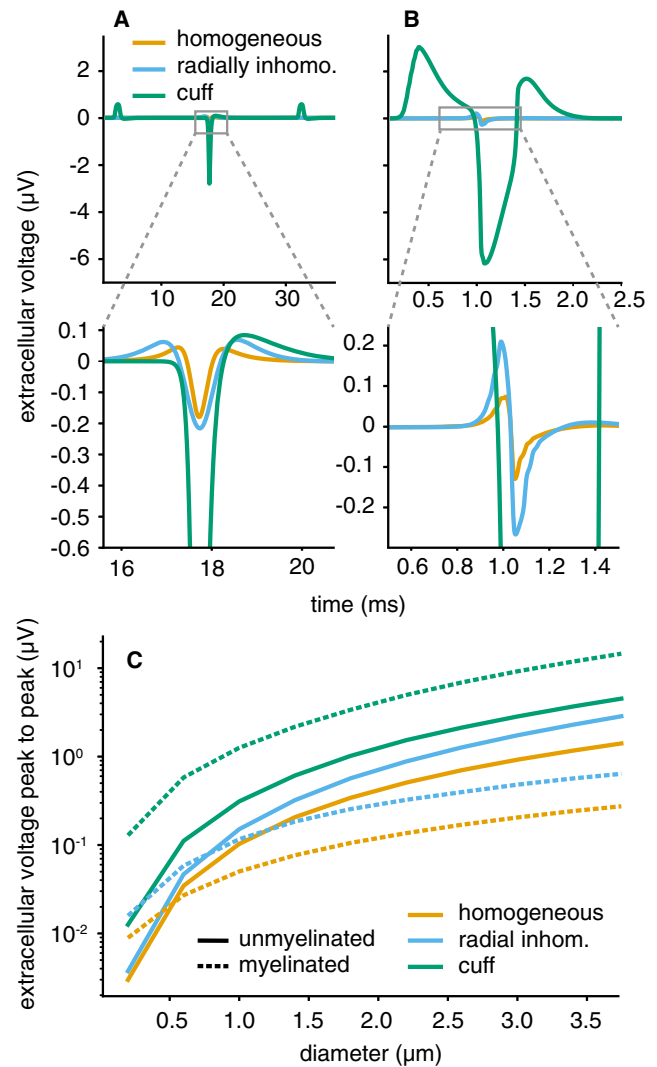 A
B
homogeneous
radially inhomo.
cuff
2
0
-2
-4
-6
10
20
30
0.5
1.0
1.5
2.0
2.5
extracellular voltage (µV)
0.1
0
-0.1
-0.2
-0.3
-0.4
-0.5
-0.6
16
18
20
0.2
0
-0.1
-0.2
0.6
0.8
1.0
1.2
1.4
time (ms)
C
extracellular voltage peak to peak (µV)
10¹
10⁰
10⁻¹
10⁻²
unmyelinated
myelinated
homogeneous
radial inhom.
cuff
0.5
1.0
1.5
2.0
2.5
3.0
3.5
diameter (µm)